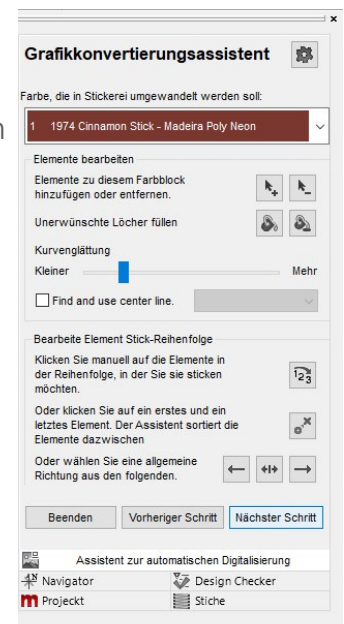 Grafikkonvertierungsassistent
Farbe, die in Stickerei umgewandelt werden soll:
1 1974 Cinnamon Stick - Madeira Poly Neon
Elemente bearbeiten
Elemente zu diesem Farbblock
hinzufügen oder entfernen.
Unerwünschte Löcher füllen
Kurvenglättung
Kleiner Mehr
Find and use center line.
Bearbeite Element Stick-Reihenfolge
Klicken Sie manuell auf die Elemente in
der Reihenfolge, in der Sie sie sticken
möchten.
123
Oder klicken Sie auf ein erstes und ein
letztes Element. Der Assistent sortiert die
Elemente dazwischen
Oder wählen Sie eine allgemeine
Richtung aus den folgenden.
Beenden Vorheriger Schritt Nächster Schritt
Assistent zur automatischen Digitalisierung
Navigator Design Checker
Projeckt Stiche